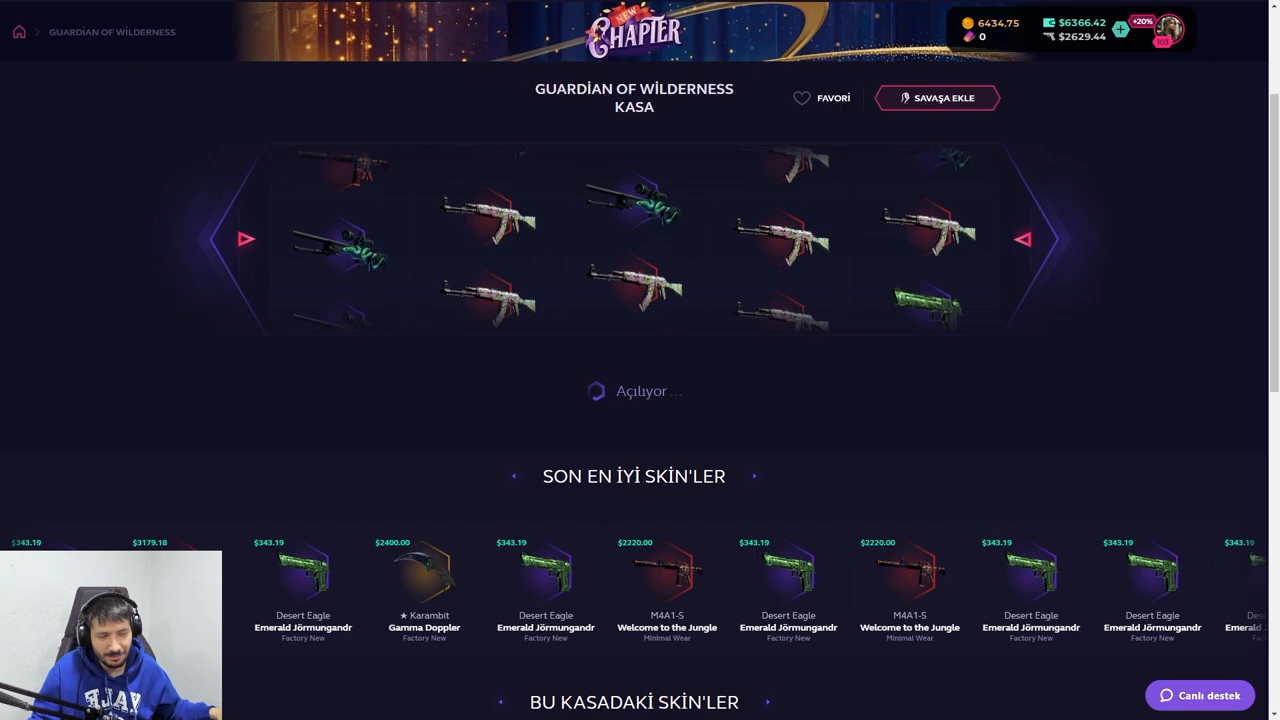 GUARDİAN OF WİLDERNESS
NEW
CHAPTER
6434.75
0
$6366.42
$2629.44
+20%
103
GUARDİAN OF WİLDERNESS
KASA
FAVORİ
SAVAŞA EKLE
Açılıyor ...
SON EN İYİ SKİN'LER
$343.19
$3179.18
$343.19
Desert Eagle
Emerald Jörmungandr
Factory New
$2400.00
★ Karambit
Gamma Doppler
Factory New
$343.19
Desert Eagle
Emerald Jörmungandr
Factory New
$2220.00
M4A1-S
Welcome to the Jungle
Minimal Wear
$343.19
Desert Eagle
Emerald Jörmungandr
Factory New
$2220.00
M4A1-S
Welcome to the Jungle
Minimal Wear
$343.19
Desert Eagle
Emerald Jörmungandr
Factory New
$343.19
Desert Eagle
Emerald Jörmungandr
Factory New
$343.19
Emerald J
BU KASADAKİ SKİN'LER
Canlı destek